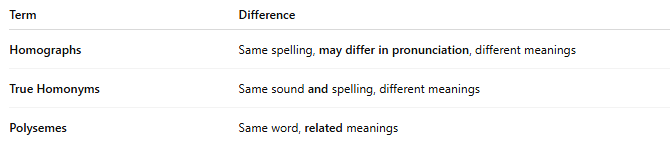 Term Difference
Homographs Same spelling, may differ in pronunciation, different meanings
True Homonyms Same sound and spelling, different meanings
Polysemes Same word, related meanings